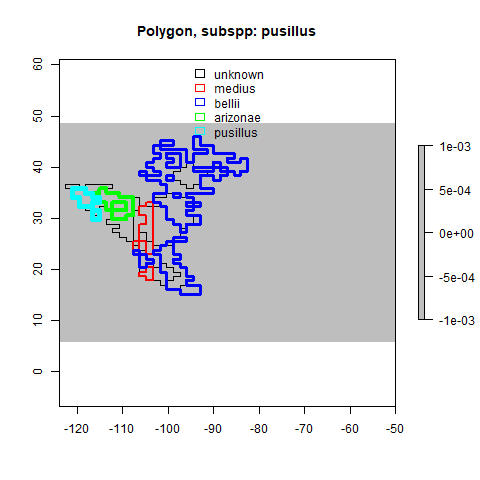 Polygon, subspp: pusillus
unknown
medius
bellii
arizonae
pusillus
60
50
40
30
20
10
0
-120
-110
-100
-90
-80
-70
-60
-50
1e-03
5e-04
0e+00
-5e-04
-1e-03